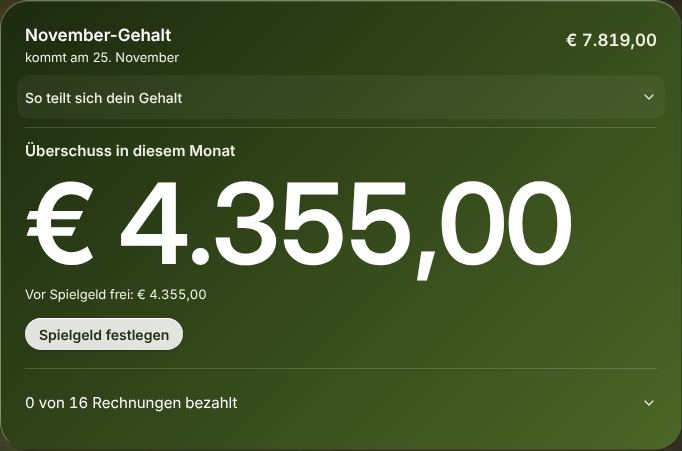 November-Gehalt
€ 7.819,00
kommt am 25. November
So teilt sich dein Gehalt
Überschuss in diesem Monat
€ 4.355,00
Vor Spielgeld frei: € 4.355,00
Spielgeld festlegen
0 von 16 Rechnungen bezahlt